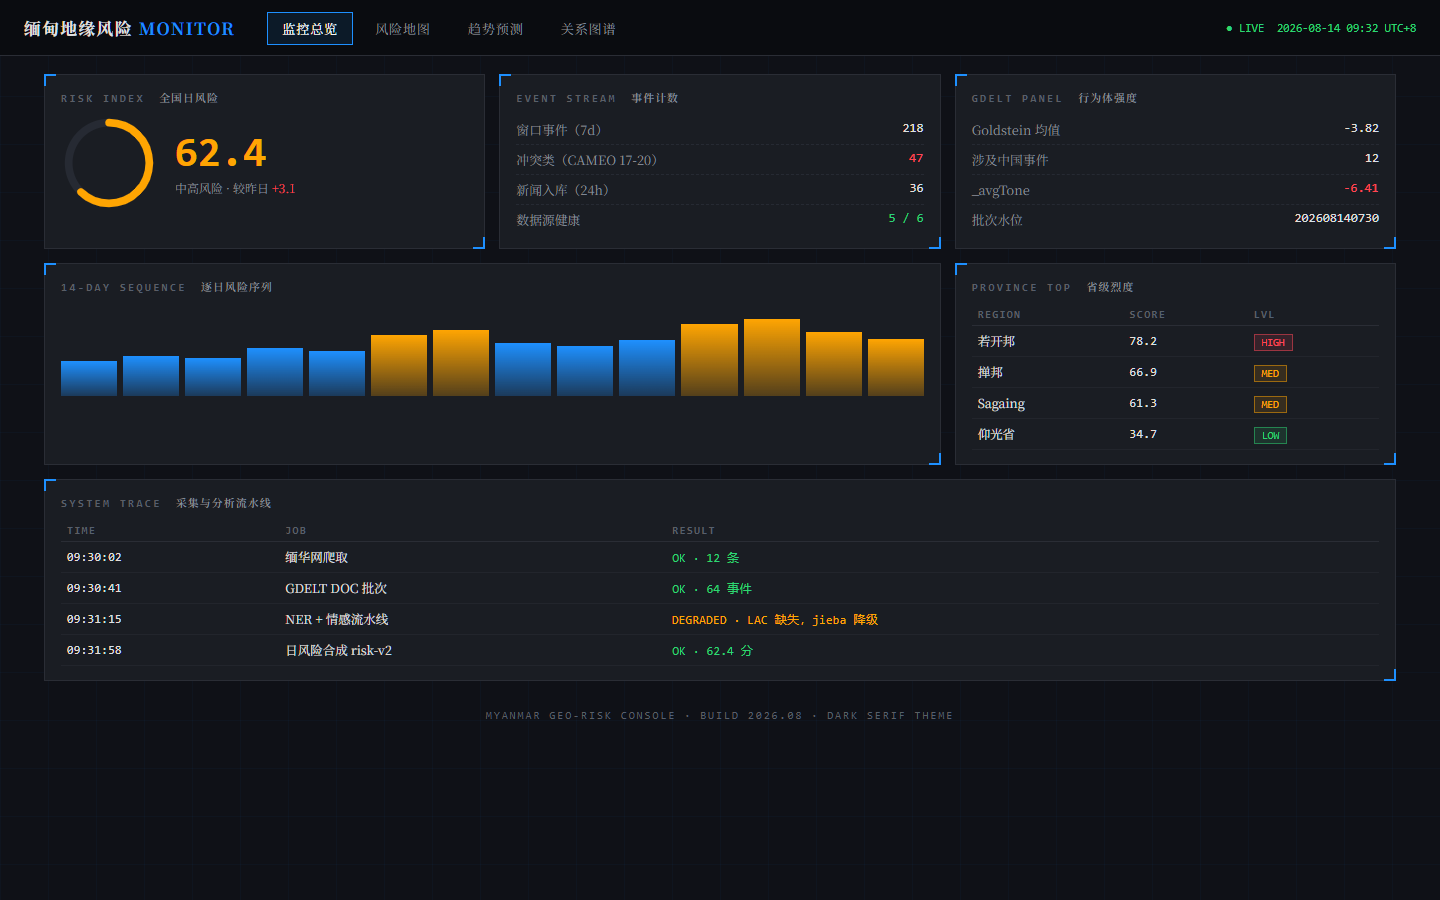 缅甸地缘风险 MONITOR
监控总览
风险地图
趋势预测
关系图谱
● LIVE 2026-08-14 09:32 UTC+8
RISK INDEX 全国日风险
62.4
中高风险 · 较昨日 +3.1
EVENT STREAM 事件计数
窗口事件（7d） 218
冲突类（CAMEO 17-20） 47
新闻入库（24h） 36
数据源健康 5 / 6
GDELT PANEL 行为体强度
Goldstein 均值 -3.82
涉及中国事件 12
_avgTone -6.41
批次水位 202608140730
14-DAY SEQUENCE 逐日风险序列
PROVINCE TOP 省级烈度
REGION SCORE LVL
若开邦 78.2 HIGH
掸邦 66.9 MED
Sagaing 61.3 MED
仰光省 34.7 LOW
SYSTEM TRACE 采集与分析流水线
TIME JOB RESULT
09:30:02 缅华网爬取 OK · 12 条
09:30:41 GDELT DOC 批次 OK · 64 事件
09:31:15 NER + 情感流水线 DEGRADED · LAC 缺失, jieba 降级
09:31:58 日风险合成 risk-v2 OK · 62.4 分
MYANMAR GEO-RISK CONSOLE · BUILD 2026.08 · DARK SERIF THEME